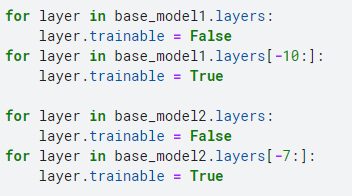 for layer in base_model1.layers:
    layer.trainable = False
for layer in base_model1.layers[-10:]:
    layer.trainable = True

for layer in base_model2.layers:
    layer.trainable = False
for layer in base_model2.layers[-7:]:
    layer.trainable = True